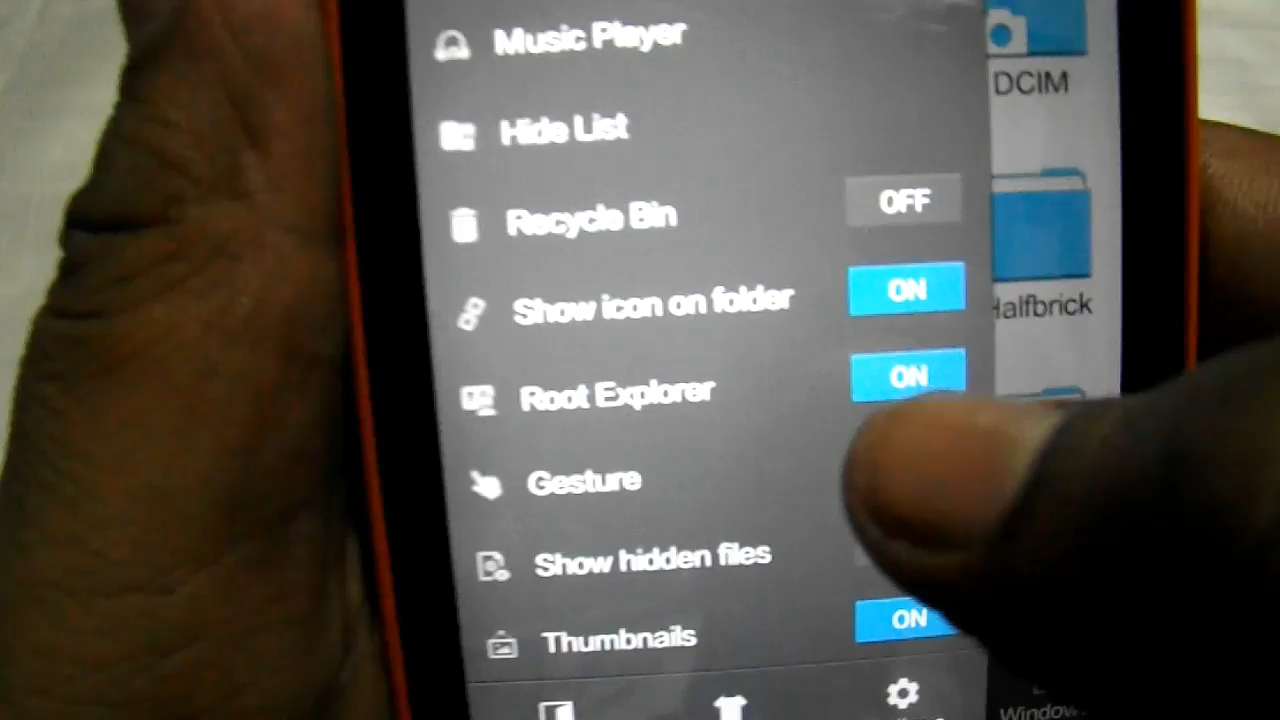 Music Player
DCIM
Hide List
Recycle Bin OFF
Show icon on folder ON
Halfbrick
Root Explorer ON
Gesture
Show hidden files
Thumbnails ON